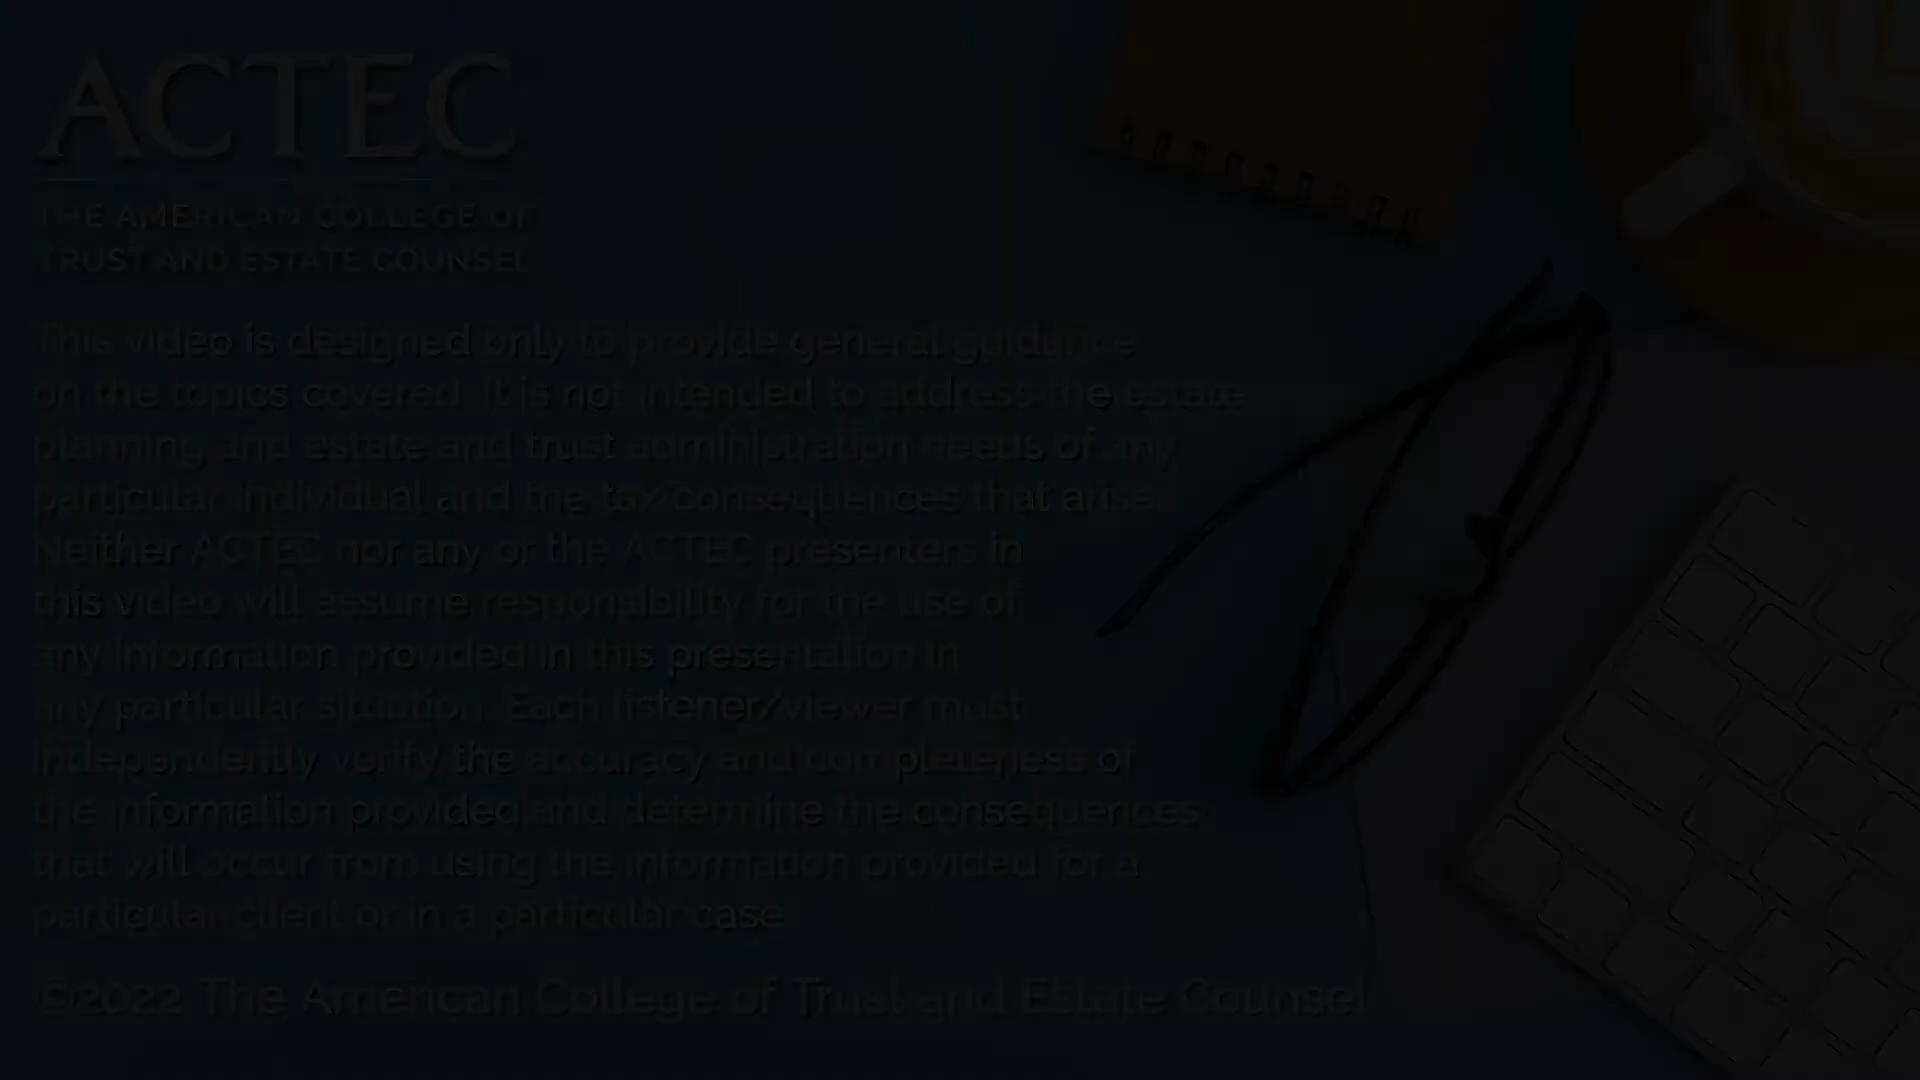 ACTEC
THE AMERICAN COLLEGE OF
TRUST AND ESTATE COUNSEL
This video is designed only to provide general guidance
on the topics covered. It is not intended to address the estate
planning and estate and trust administration needs of any
particular individual and the tax consequences that arise.
Neither ACTEC nor any of the ACTEC presenters in
this video will assume responsibility for the use of
any information provided in this presentation in
any particular situation. Each listener/viewer must
independently verify the accuracy and completeness of
the information provided and determine the consequences
that will occur from using the information provided for a
particular client or in a particular case
©2022 The American College of Trust and Estate Counsel